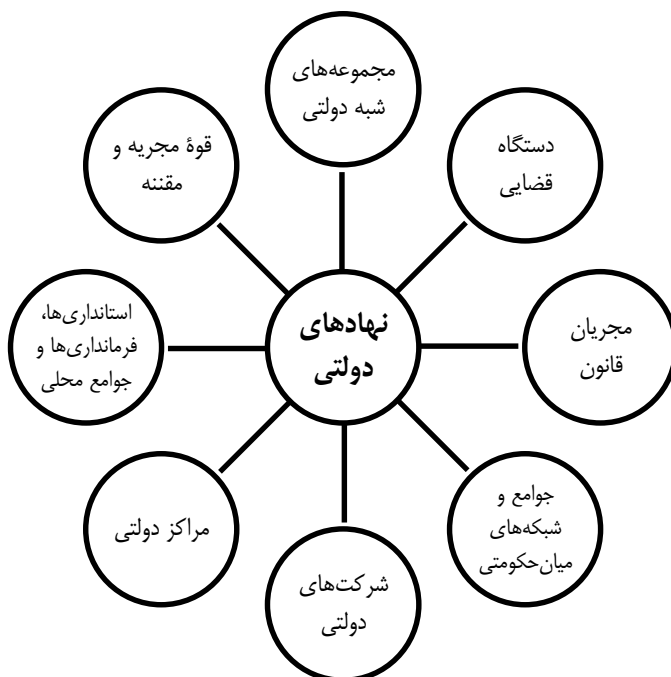 مجموعه‌های
شبه دولتی
دستگاه
قضایی
مجریان
قانون
جوامع و
شبکه‌های
میان‌حکومتی
شرکت‌های
دولتی
مراکز دولتی
استانداری‌ها،
فرمانداری‌ها و
جوامع محلی
قوهٔ مجریه و
مقننه
نهادهای
دولتی